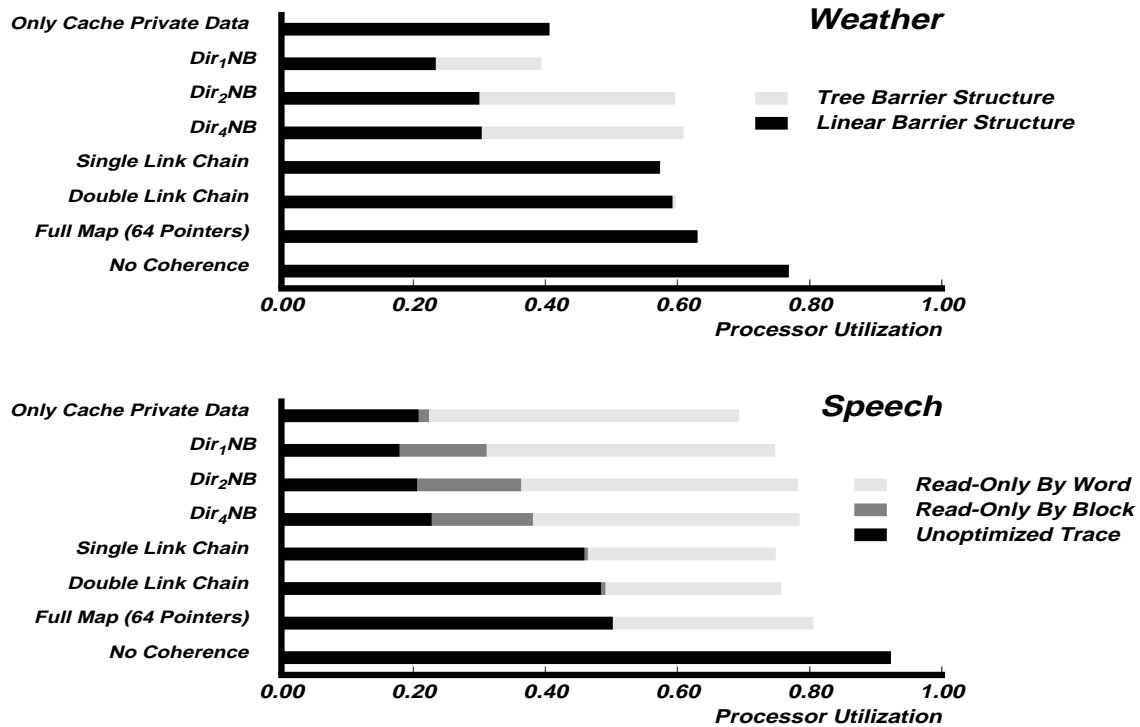 Weather
Only Cache Private Data
Dir1NB
Dir2NB
Dir4NB
Single Link Chain
Double Link Chain
Full Map (64 Pointers)
No Coherence
Tree Barrier Structure
Linear Barrier Structure
0.00 0.20 0.40 0.60 0.80 1.00
Processor Utilization
Speech
Only Cache Private Data
Dir1NB
Dir2NB
Dir4NB
Single Link Chain
Double Link Chain
Full Map (64 Pointers)
No Coherence
Read-Only By Word
Read-Only By Block
Unoptimized Trace
0.00 0.20 0.40 0.60 0.80 1.00
Processor Utilization